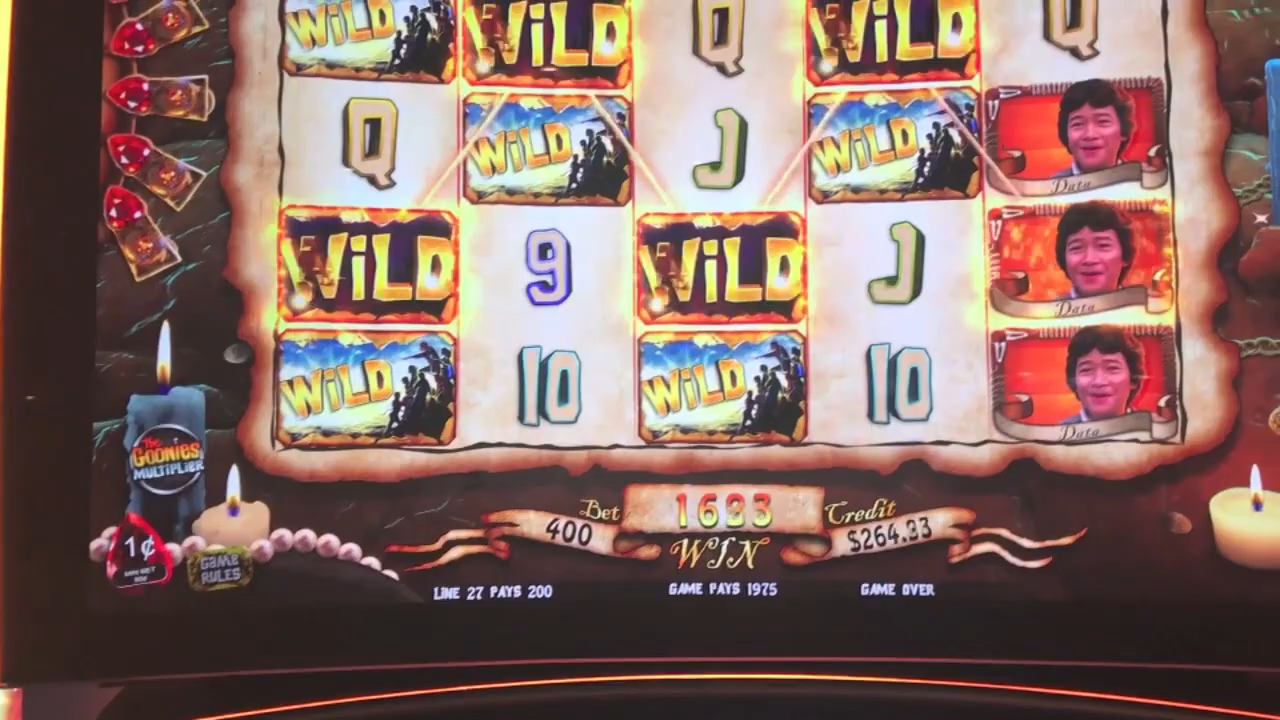 WILD WILD Q WILD Q
Q WILD J WILD
Data
WILD 9 WILD J
Data
WILD 10 WILD 10
Data
The
GOONIES
MULTIPLIER
1¢
GAME
RULES
Bet
400
1623
WIN
Credit
$264.33
LINE 27 PAYS 200
GAME PAYS 1975
GAME OVER